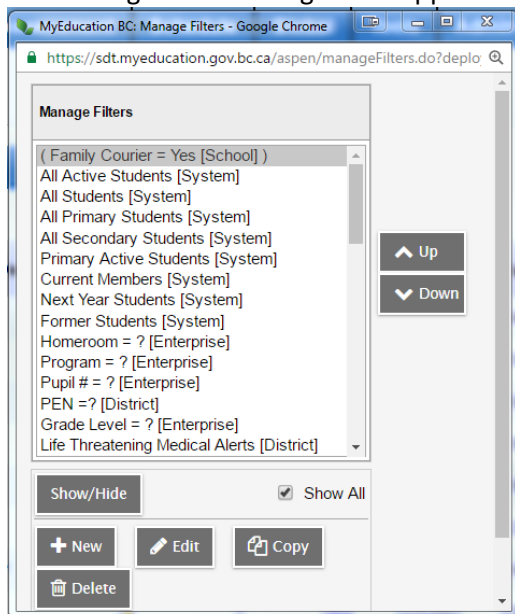 MyEducation BC: Manage Filters - Google Chrome
https://sdt.myeducation.gov.bc.ca/aspen/manageFilters.do?deploy
Manage Filters
( Family Courier = Yes [School] )
All Active Students [System]
All Students [System]
All Primary Students [System]
All Secondary Students [System]
Primary Active Students [System]
Current Members [System]
Next Year Students [System]
Former Students [System]
Homeroom = ? [Enterprise]
Program = ? [Enterprise]
Pupil # = ? [Enterprise]
PEN =? [District]
Grade Level = ? [Enterprise]
Life Threatening Medical Alerts [District]
Up
Down
Show/Hide
Show All
New
Edit
Copy
Delete